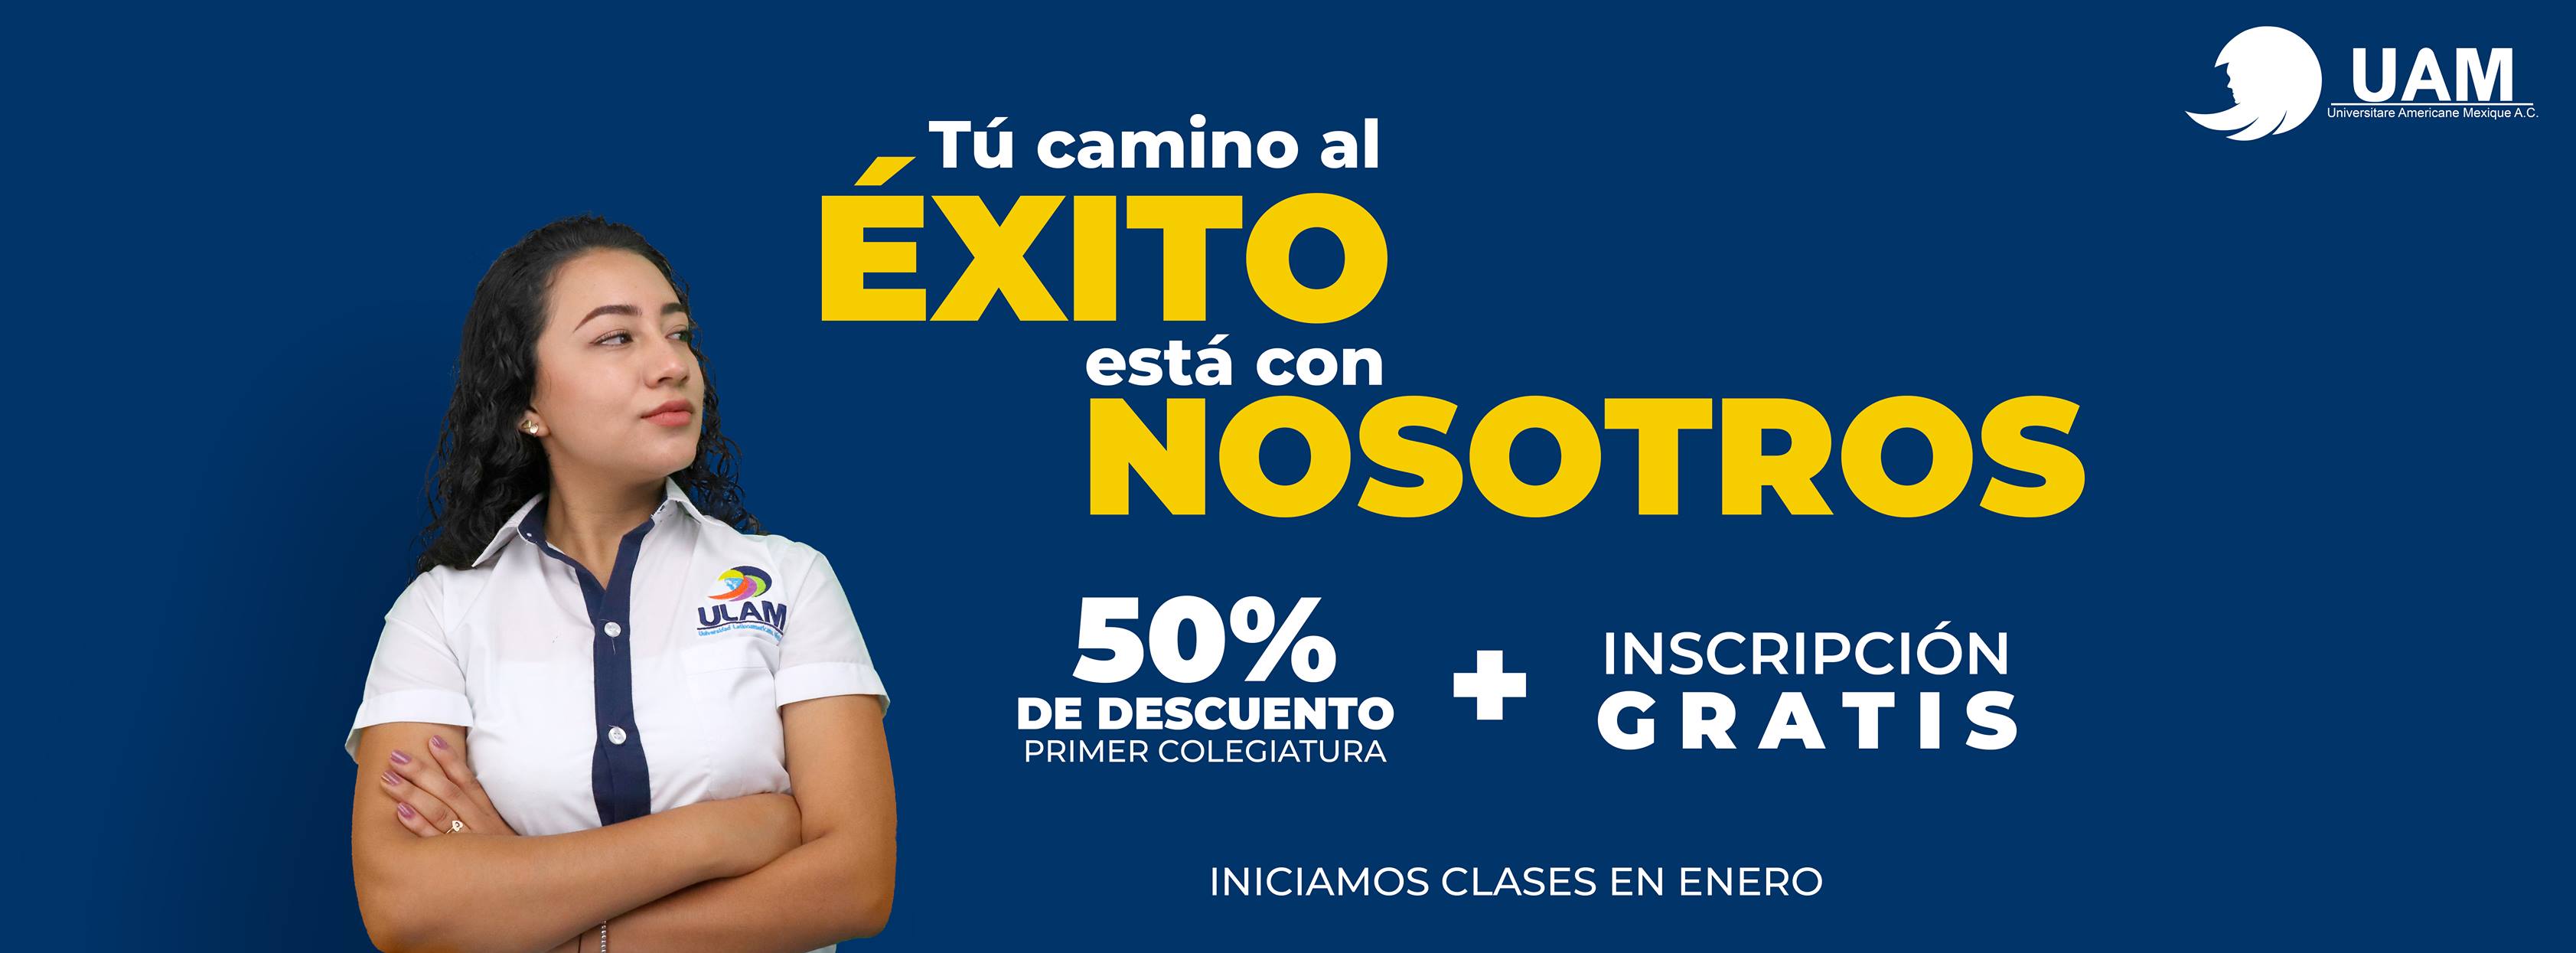 UAM
Universitare Americane Mexique A.C.
Tú camino al
ÉXITO
está con
NOSOTROS
ULAM
50%
DE DESCUENTO
PRIMER COLEGIATURA
+
INSCRIPCIÓN
GRATIS
INICIAMOS CLASES EN ENERO